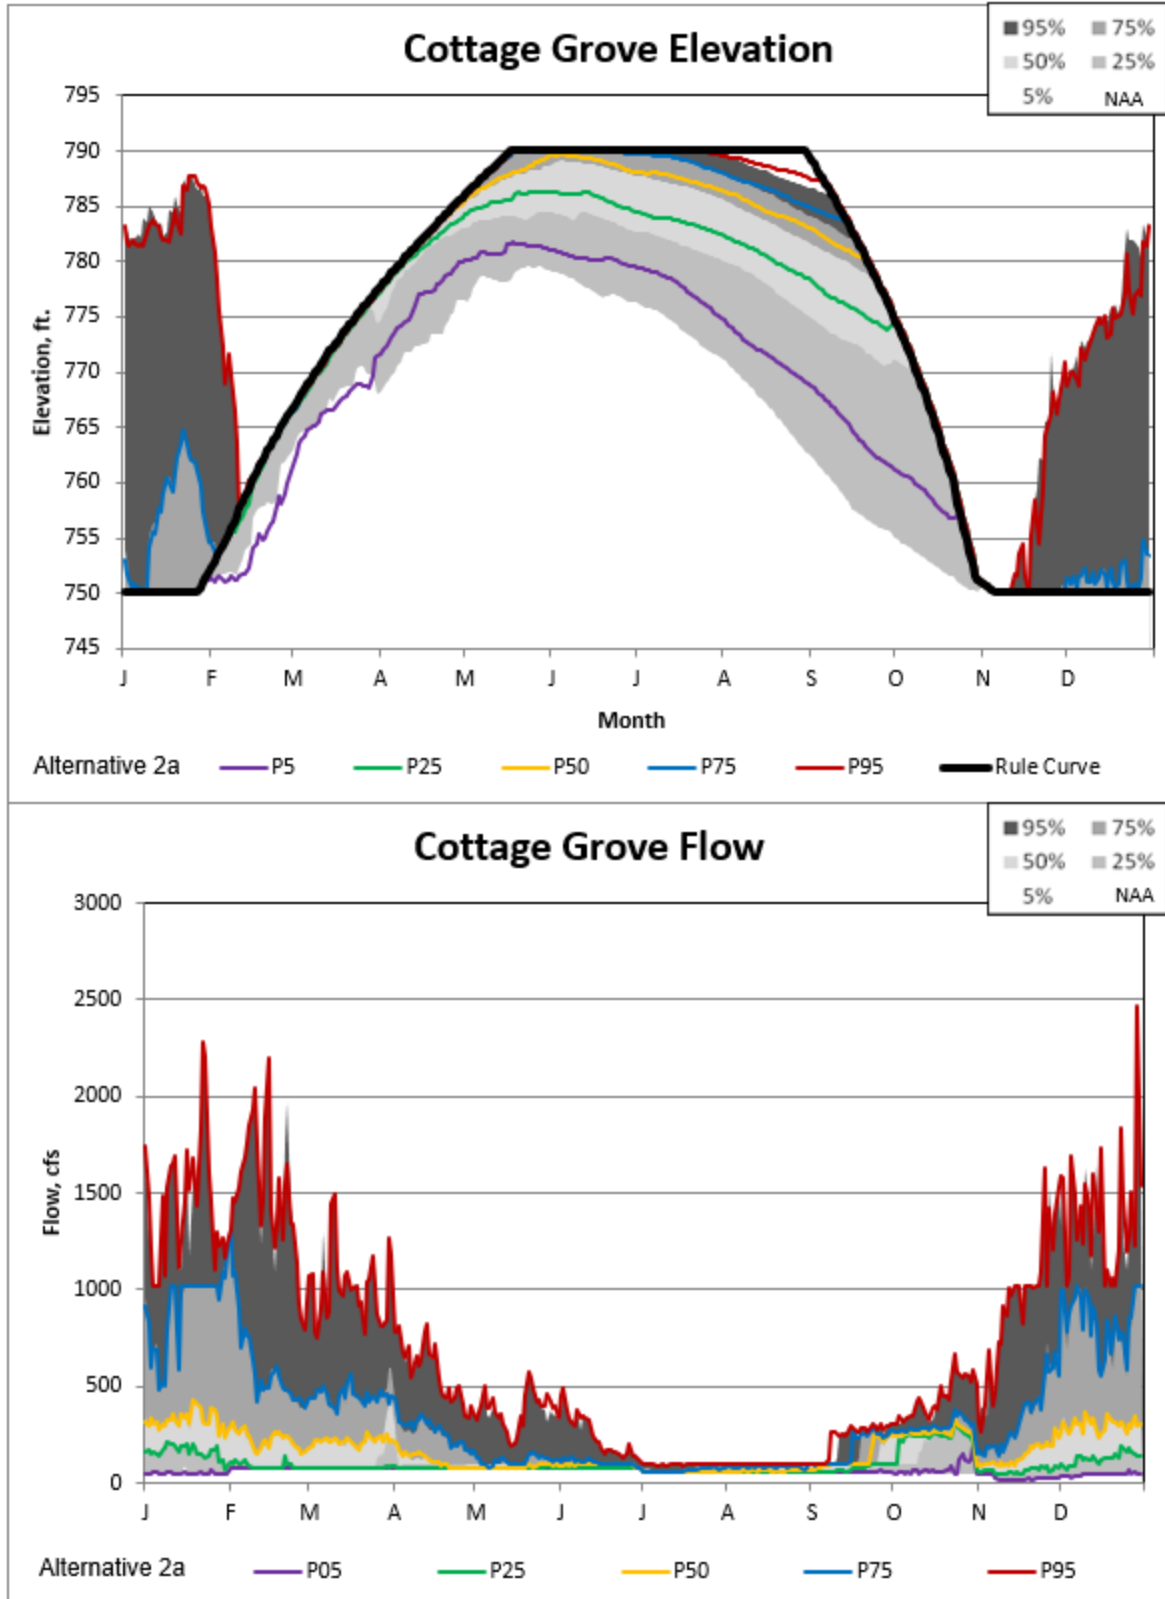 Cottage Grove Elevation
95% 75%
50% 25%
5% NAA
795
790
785
780
775
770
765
760
755
750
745
Elevation, ft.
J F M A M J J A S O N D
Month
Alternative 2a P5 P25 P50 P75 P95 Rule Curve
Cottage Grove Flow
95% 75%
50% 25%
5% NAA
3000
2500
2000
1500
1000
500
0
Flow, cfs
J F M A M J J A S O N D
Alternative 2a P05 P25 P50 P75 P95